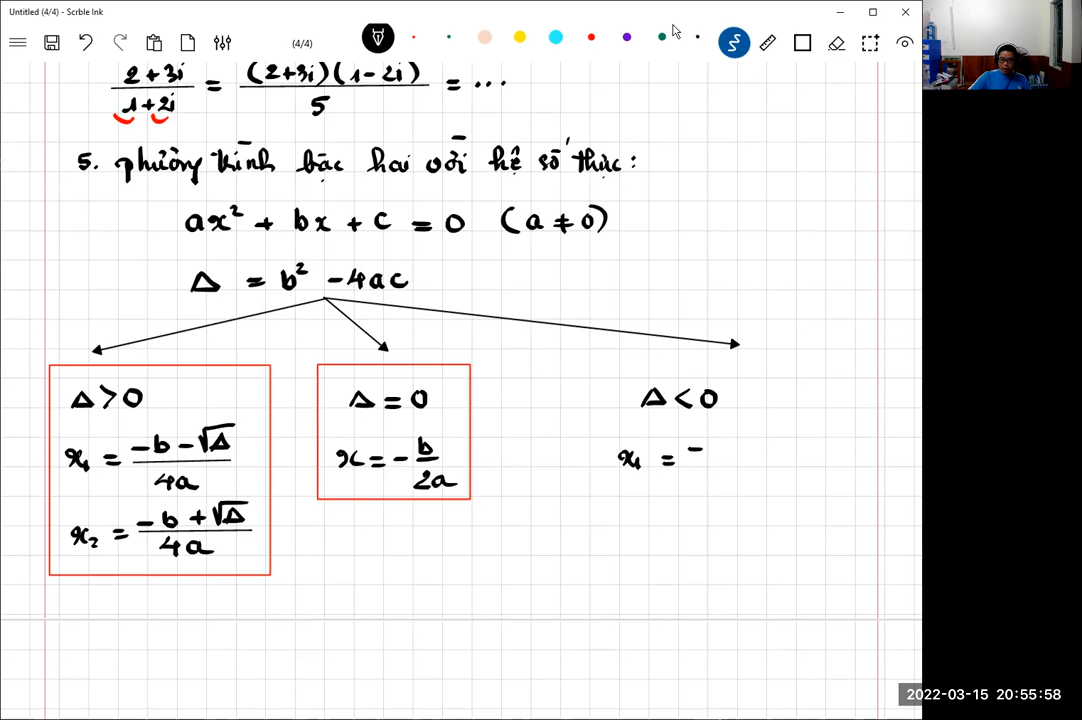 Untitled (4/4) - Scrble Ink
(4/4)
2+3i / 1+2i = (2+3i)(1-2i) / 5 = ...
5. phương trình bậc hai với hệ số thực:
ax² + bx + c = 0 (a ≠ 0)
Δ = b² - 4ac
Δ > 0
x₁ = -b - √Δ / 4a
x₂ = -b + √Δ / 4a
Δ = 0
x = - b / 2a
Δ < 0
x₁ = -
2022-03-15 20:55:58